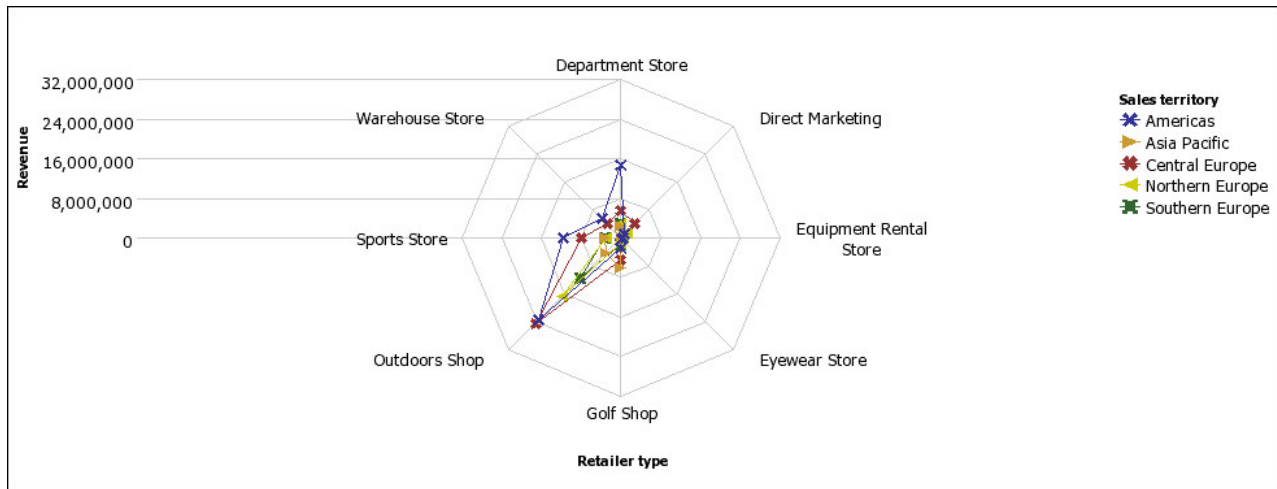 Department Store
32,000,000
Warehouse Store
Direct Marketing
24,000,000
16,000,000
8,000,000
0
Revenue
Sports Store
Equipment Rental
Store
Outdoors Shop
Eyewear Store
Golf Shop
Retailer type
Sales territory
Americas
Asia Pacific
Central Europe
Northern Europe
Southern Europe